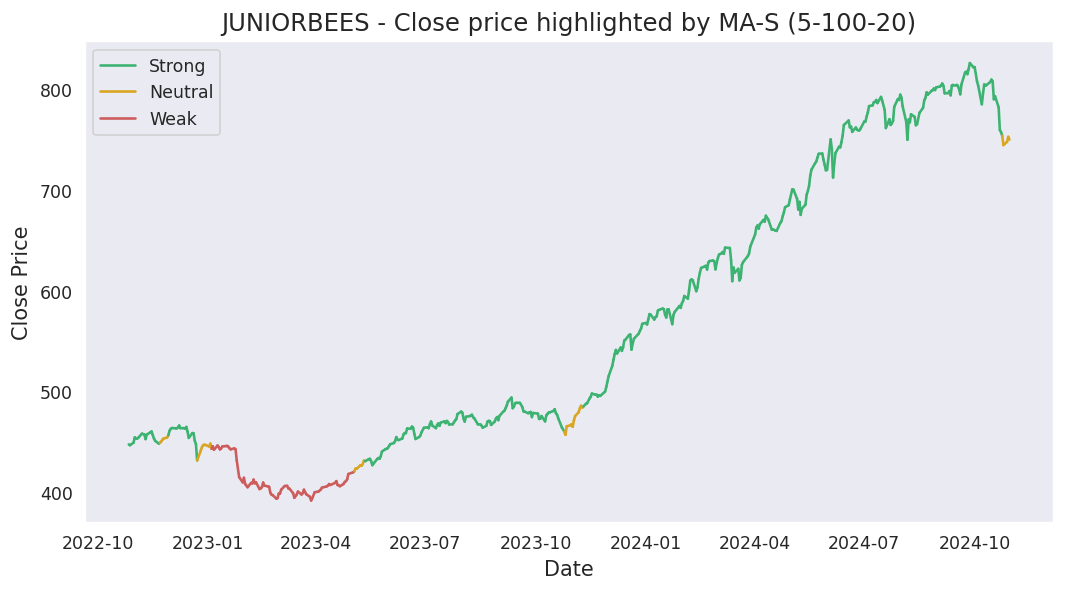 JUNIORBEES - Close price highlighted by MA-S (5-100-20)
Strong
Neutral
Weak
800
700
600
500
400
Close Price
2022-10 2023-01 2023-04 2023-07 2023-10 2024-01 2024-04 2024-07 2024-10
Date